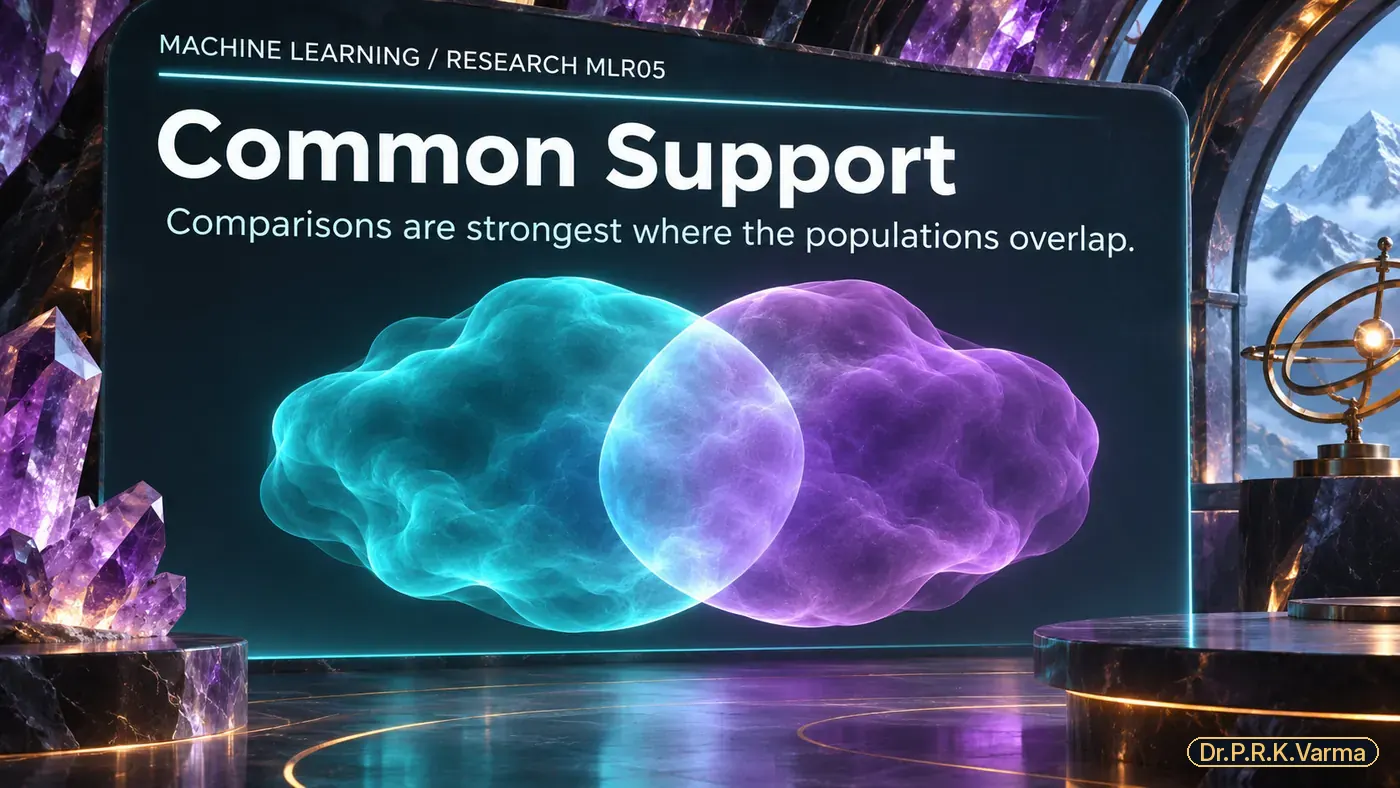 MACHINE LEARNING / RESEARCH MLR05
Common Support
Comparisons are strongest where the populations overlap.
Dr.P.R.K.Varma